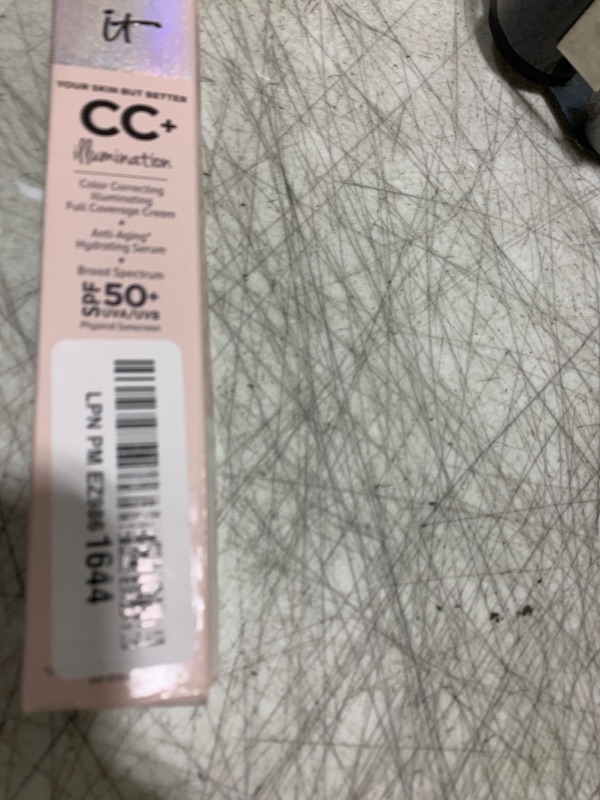 it
YOUR SKIN BUT BETTER
CC+
illumination
Color Correcting
Illuminating
Full Coverage Cream
+
Anti-Aging*
Hydrating Serum
+
Broad Spectrum
SPF 50+
UVA/UVB
Physical Sunscreen
LPN PM EZ986 1644